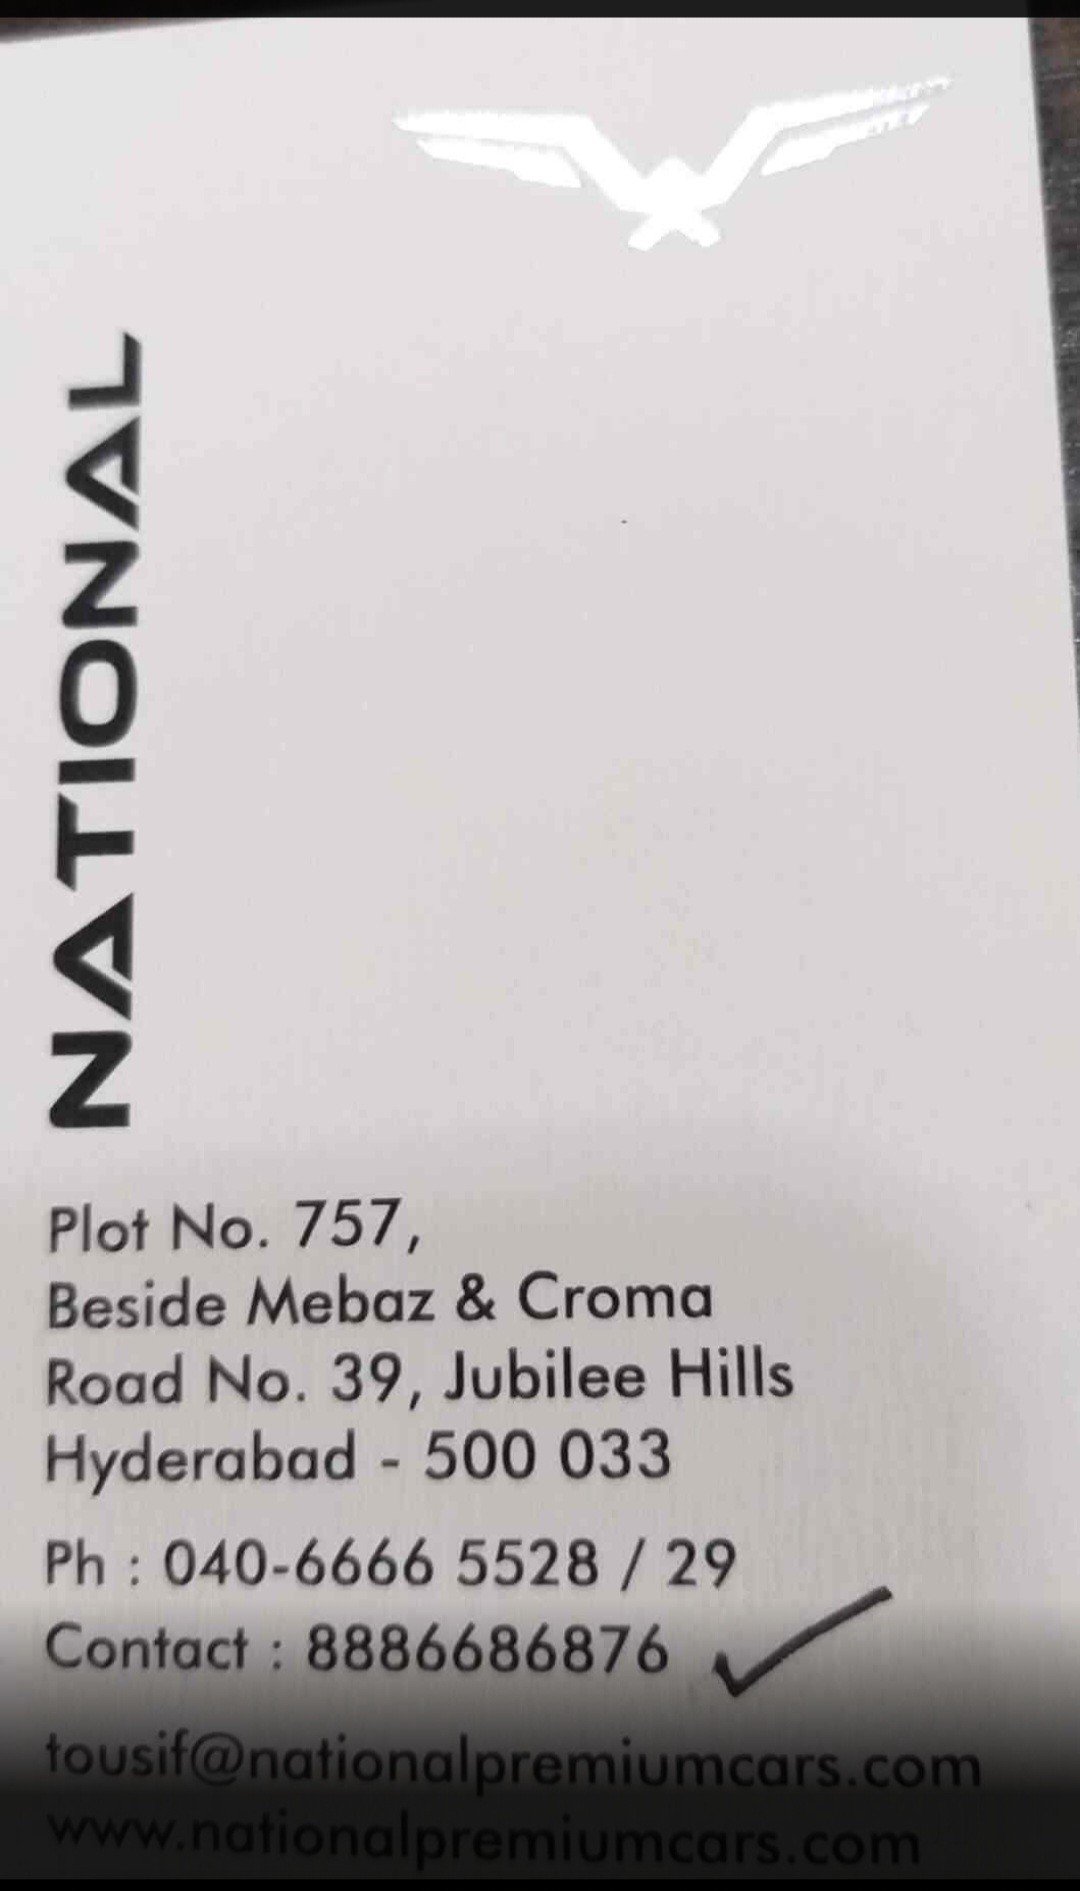 NATIONAL
Plot No. 757,
Beside Mebaz & Croma
Road No. 39, Jubilee Hills
Hyderabad - 500 033
Ph : 040-6666 5528 / 29
Contact : 8886686876
tousif@nationalpremiumcars.com
www.nationalpremiumcars.com